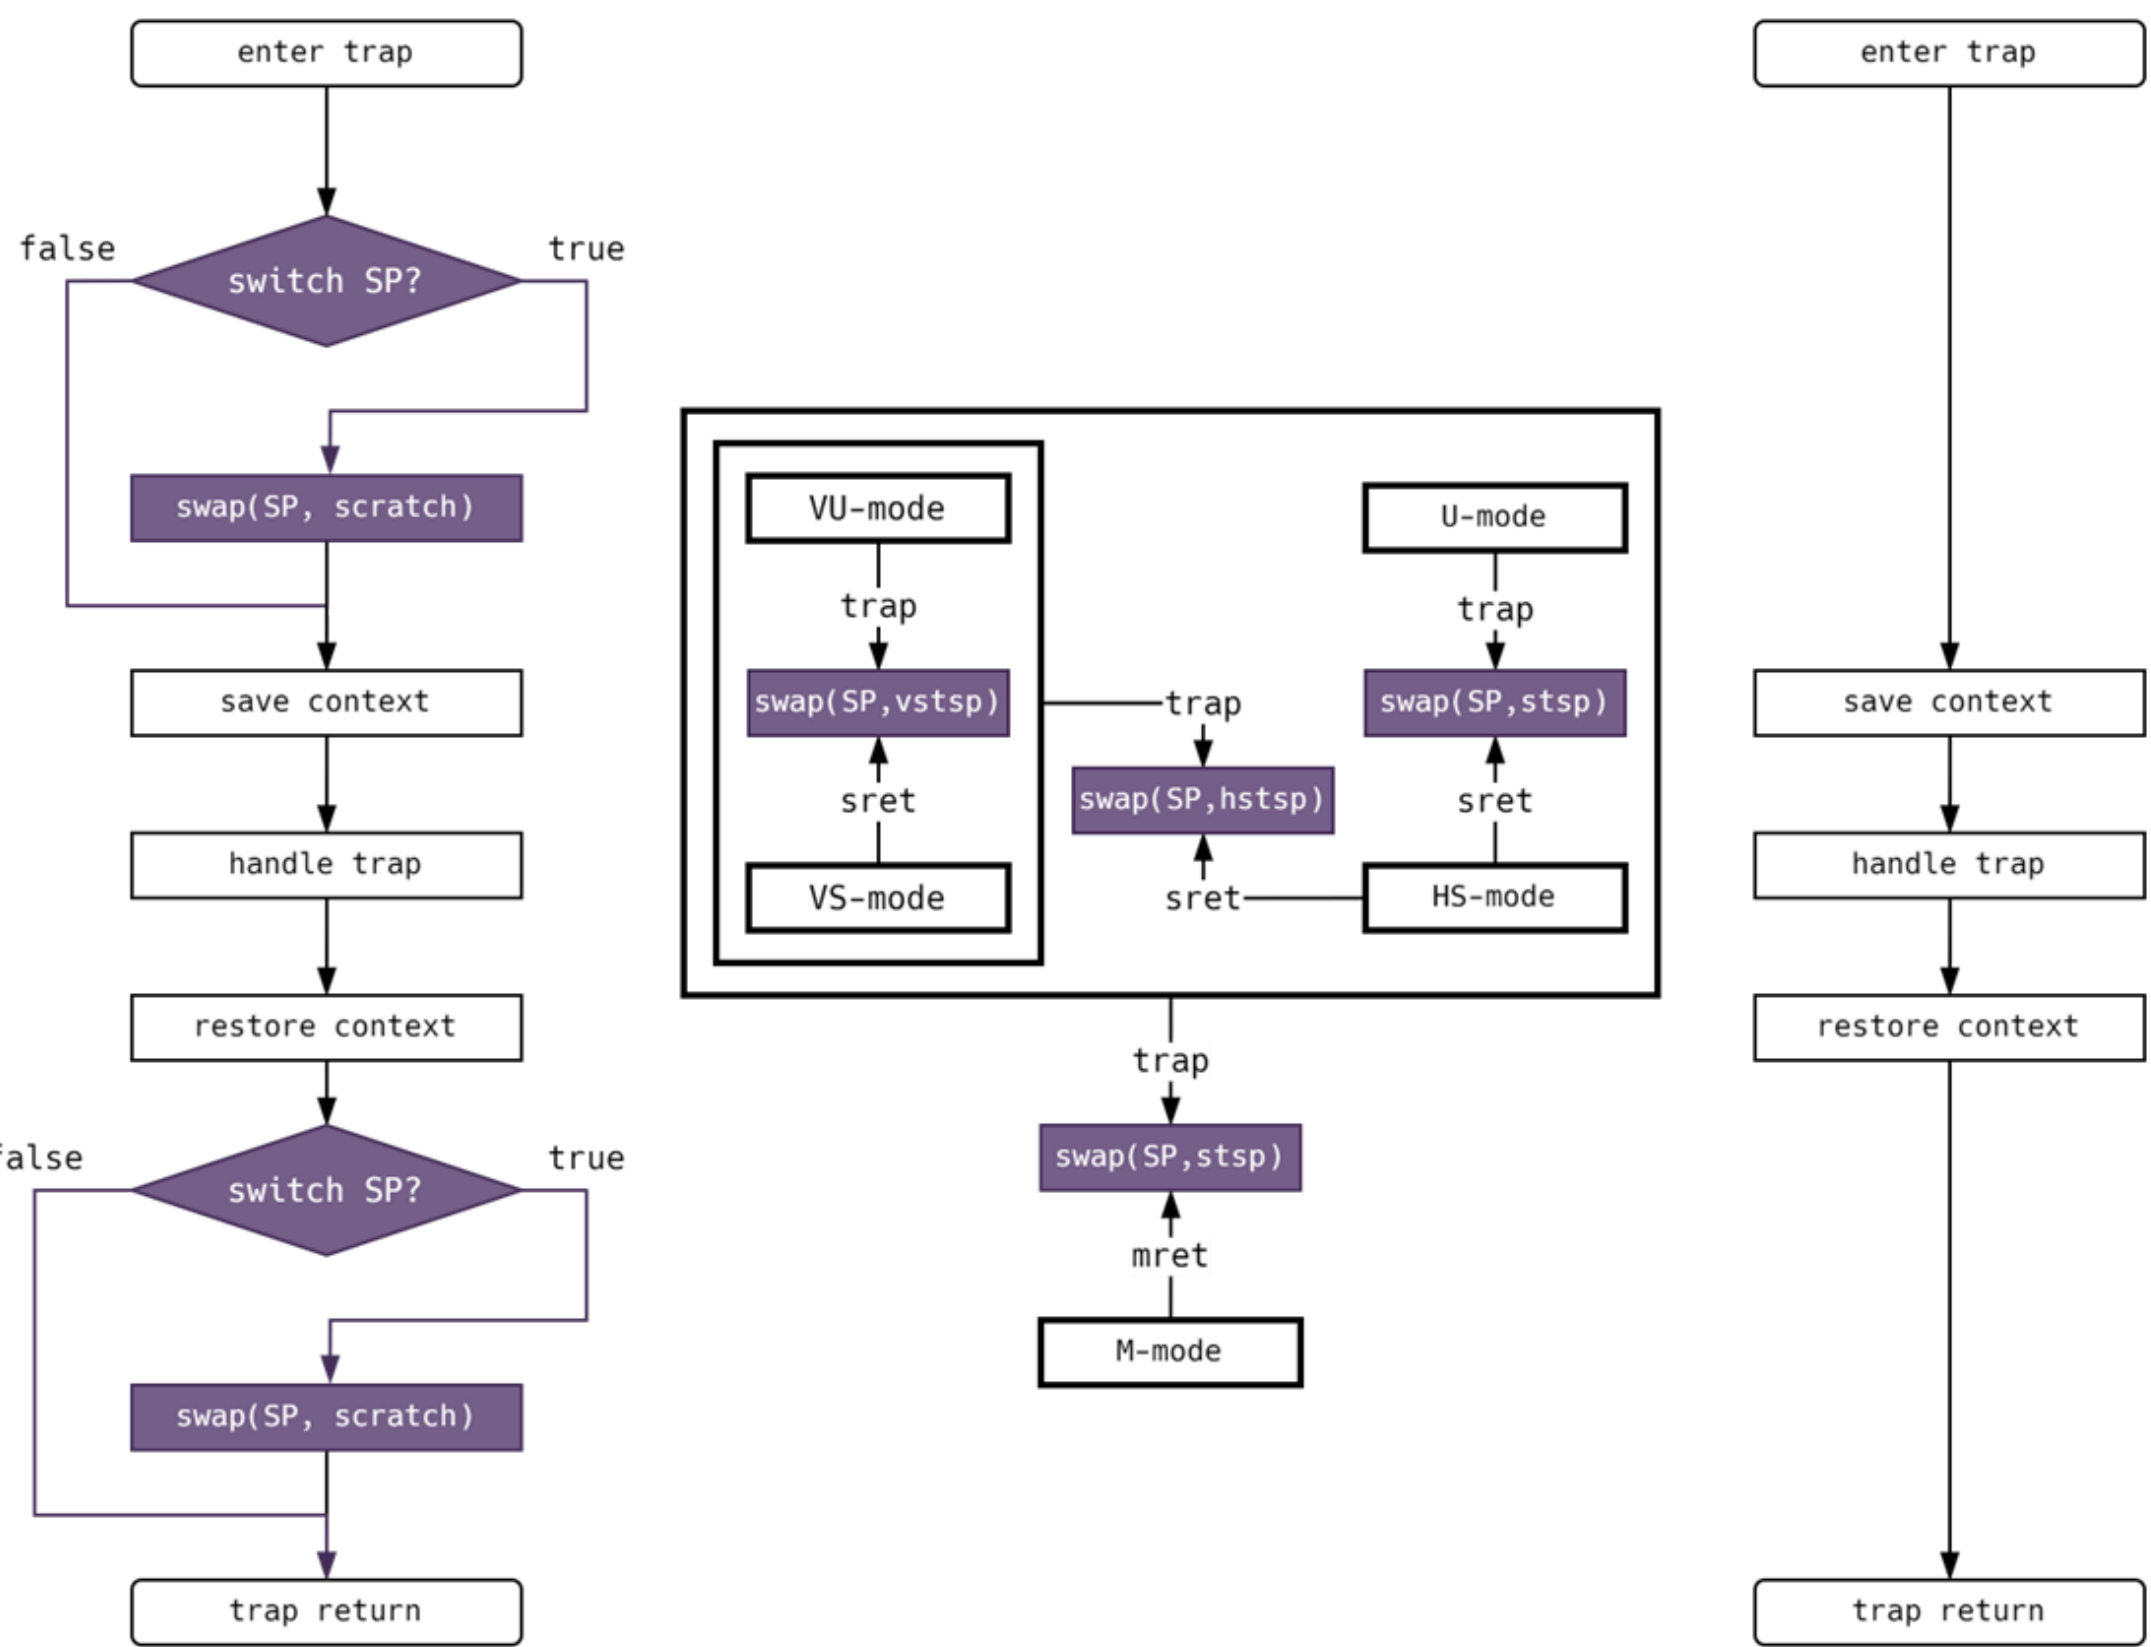 enter trap
false
true
switch SP?
swap(SP, scratch)
save context
handle trap
restore context
false
true
switch SP?
swap(SP, scratch)
trap return
VU-mode
trap
swap(SP,vstsp)
sret
VS-mode
trap
swap(SP,hstsp)
sret
U-mode
trap
swap(SP,stsp)
sret
HS-mode
trap
swap(SP,stsp)
mret
M-mode
enter trap
save context
handle trap
restore context
trap return